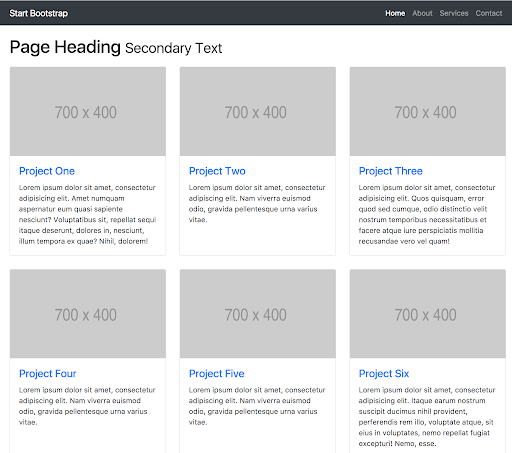 Start Bootstrap
Home About Services Contact
Page Heading Secondary Text
700 x 400
Project One
Lorem ipsum dolor sit amet, consectetur
adipisicing elit. Amet numquam
aspernatur eum quasi sapiente
nesciunt? Voluptatibus sit, repellat sequi
itaque deserunt, dolores in, nesciunt,
illum tempora ex quae? Nihil, dolorem!
700 x 400
Project Two
Lorem ipsum dolor sit amet, consectetur
adipiscing elit. Nam viverra euismod
odio, gravida pellentesque urna varius
vitae.
700 x 400
Project Three
Lorem ipsum dolor sit amet, consectetur
adipisicing elit. Quos quisquam, error
quod sed cumque, odio distinctio velit
nostrum temporibus necessitatibus et
facere atque iure perspiciatis mollitia
recusandae vero vel quam!
700 x 400
Project Four
Lorem ipsum dolor sit amet, consectetur
adipiscing elit. Nam viverra euismod
odio, gravida pellentesque urna varius
vitae.
700 x 400
Project Five
Lorem ipsum dolor sit amet, consectetur
adipiscing elit. Nam viverra euismod
odio, gravida pellentesque urna varius
vitae.
700 x 400
Project Six
Lorem ipsum dolor sit amet, consectetur
adipisicing elit. Itaque earum nostrum
suscipit ducimus nihil provident,
perferendis rem illo, voluptate atque, sit
eius in voluptates, nemo repellat fugiat
excepturi! Nemo, esse.